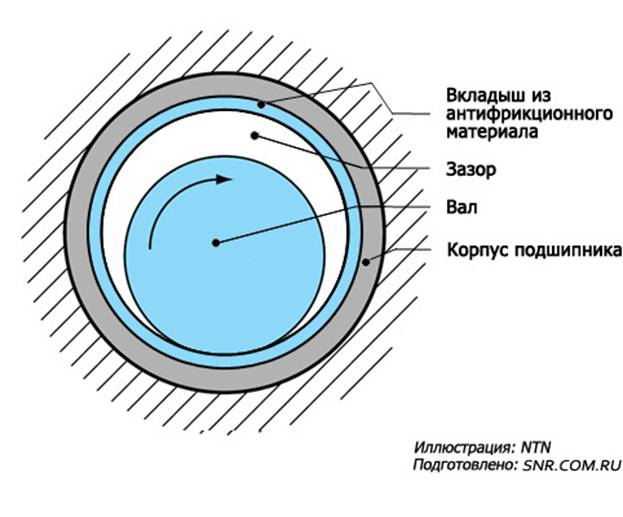 Вкладыш из
антифрикционного
материала
Зазор
Вал
Корпус подшипника
Иллюстрация: NTN
Подготовлено: SNR.COM.RU